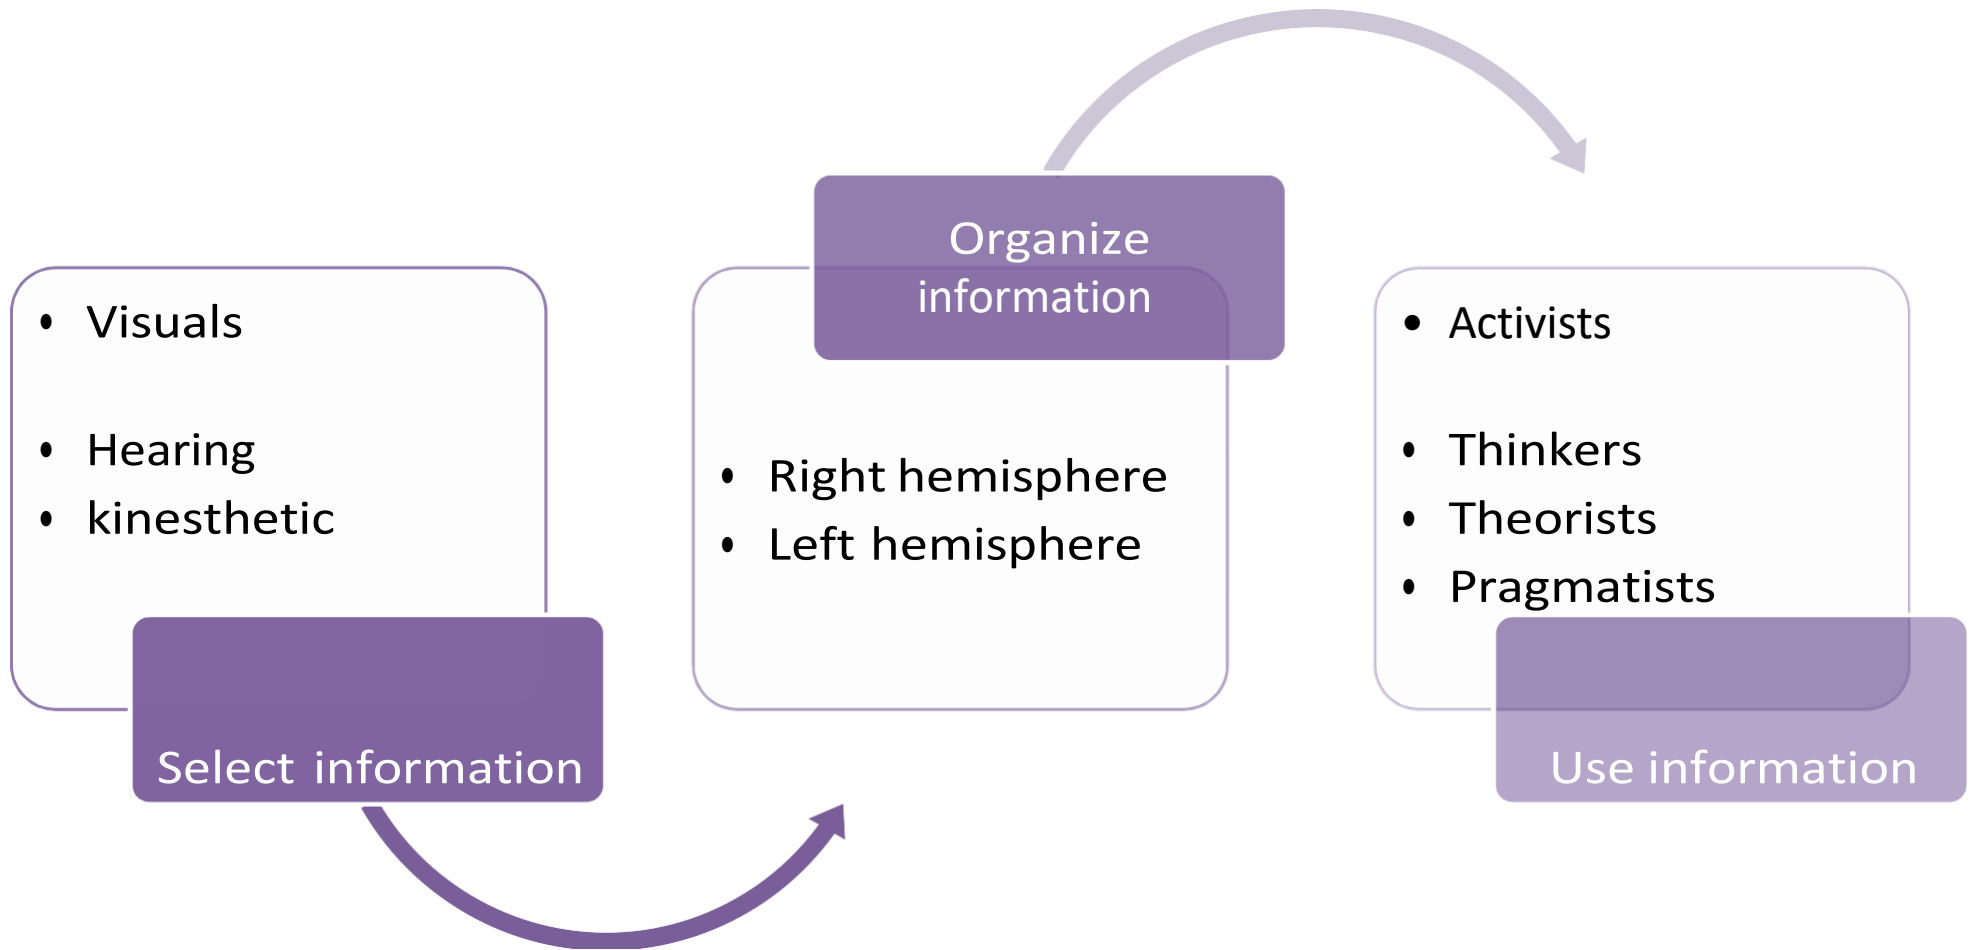 • Visuals
• Hearing
• kinesthetic
Select information
Organize
information
• Right hemisphere
• Left hemisphere
• Activists
• Thinkers
• Theorists
• Pragmatists
Use information